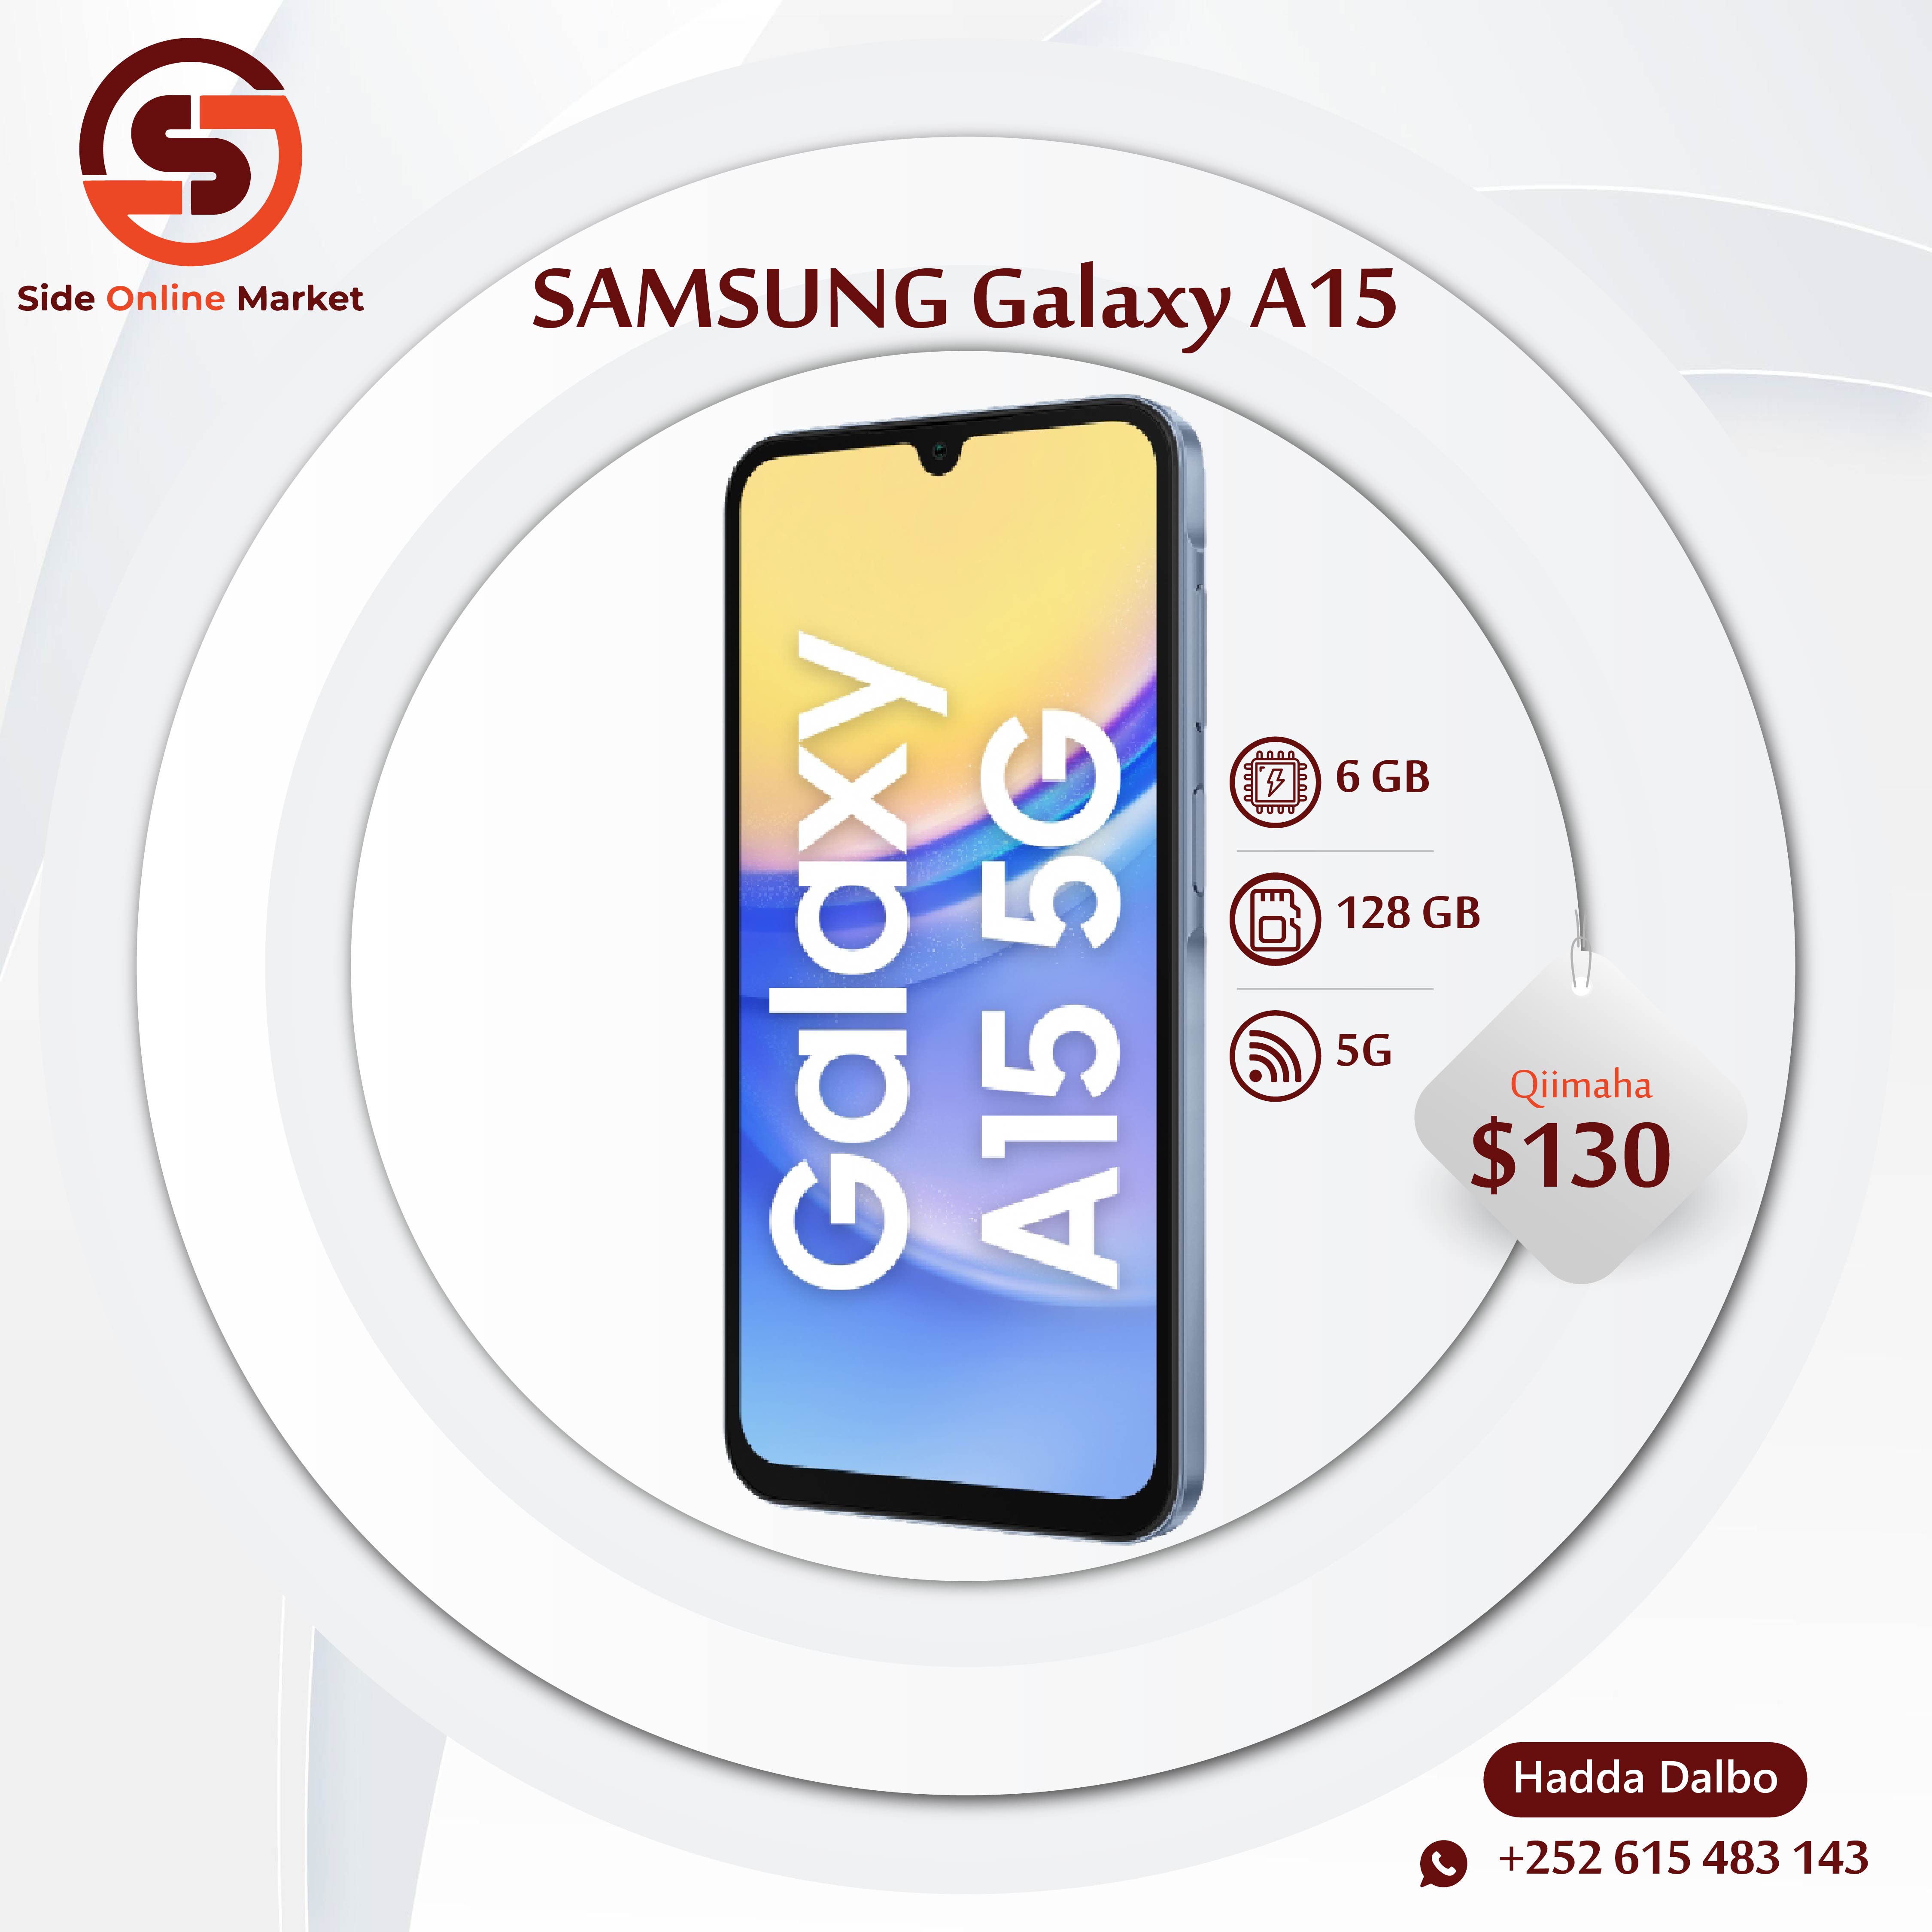 Side Online Market
SAMSUNG Galaxy A15
Galaxy
A15 5G
6 GB
128 GB
5G
Qiimaha
$130
Hadda Dalbo
+252 615 483 143